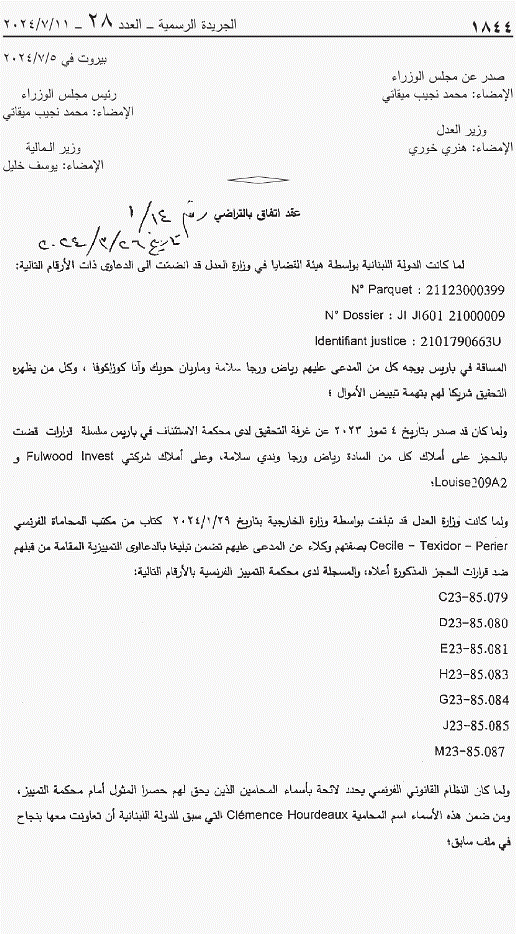 ١٨٤٤
الجريدة الرسمية – العدد ٢٨ – ٢٠٢٤/٧/١١
بيروت في ٢٠٢٤/٧/٥
صدر عن مجلس الوزراء
الإمضاء: محمد نجيب ميقاتي
رئيس مجلس الوزراء
الإمضاء: محمد نجيب ميقاتي
وزير العدل
الإمضاء: هنري خوري
وزير المالية
الإمضاء: يوسف خليل
عقد اتفاق بالتراضي رقم ١/١٤
تاريخ ٢٠٢٤/٣/٢٦
لما كانت الدولة اللبنانية بواسطة هيئة القضايا في وزارة العدل قد انضمت الى الدعاوى ذات الأرقام التالية:
N° Parquet : 21123000399
N° Dossier : JI JI601 21000009
Identifiant justice : 2101790663U
المساقة في باريس بوجه كل من المدعى عليهم رياض ورجا سلامة وماريان حويك وآنا كوزاكوفا ، وكل من يظهره
التحقيق شريكا لهم بتهمة تبييض الأموال ؛
ولما كان قد صدر بتاريخ ٤ تموز ٢٠٢٣ عن غرفة التحقيق لدى محكمة الاستئناف في باريس سلسلة قرارات قضت
بالحجز على أملاك كل من السادة رياض ورجا وندي سلامة، وعلى أملاك شركتي Fulwood Invest و
Louise209A2؛
ولما كانت وزارة العدل قد تبلغت بواسطة وزارة الخارجية بتاريخ ٢٠٢٤/١/٢٩ كتاب من مكتب المحاماة الفرنسي
Cecile – Texidor – Perier بصفتهم وكلاء عن المدعى عليهم تضمن تبليغا بالدعااوى التمييزية المقامة من قبلهم
ضد قرارات الحجز المذكورة أعلاه، والمسجلة لدى محكمة التمييز الفرنسية بالأرقام التالية:
C23-85.079
D23-85.080
E23-85.081
H23-85.083
G23-85.084
J23-85.085
M23-85.087
ولما كان النظام القانوني الفرنسي يحدد لائحة بأسماء المحامين الذين يحق لهم حصرا المثول أمام محكمة التمييز،
ومن ضمن هذه الأسماء اسم المحامية Clémence Hourdeaux التي سبق للدولة اللبنانية أن تعاونت معها بنجاح
في ملف سابق؛